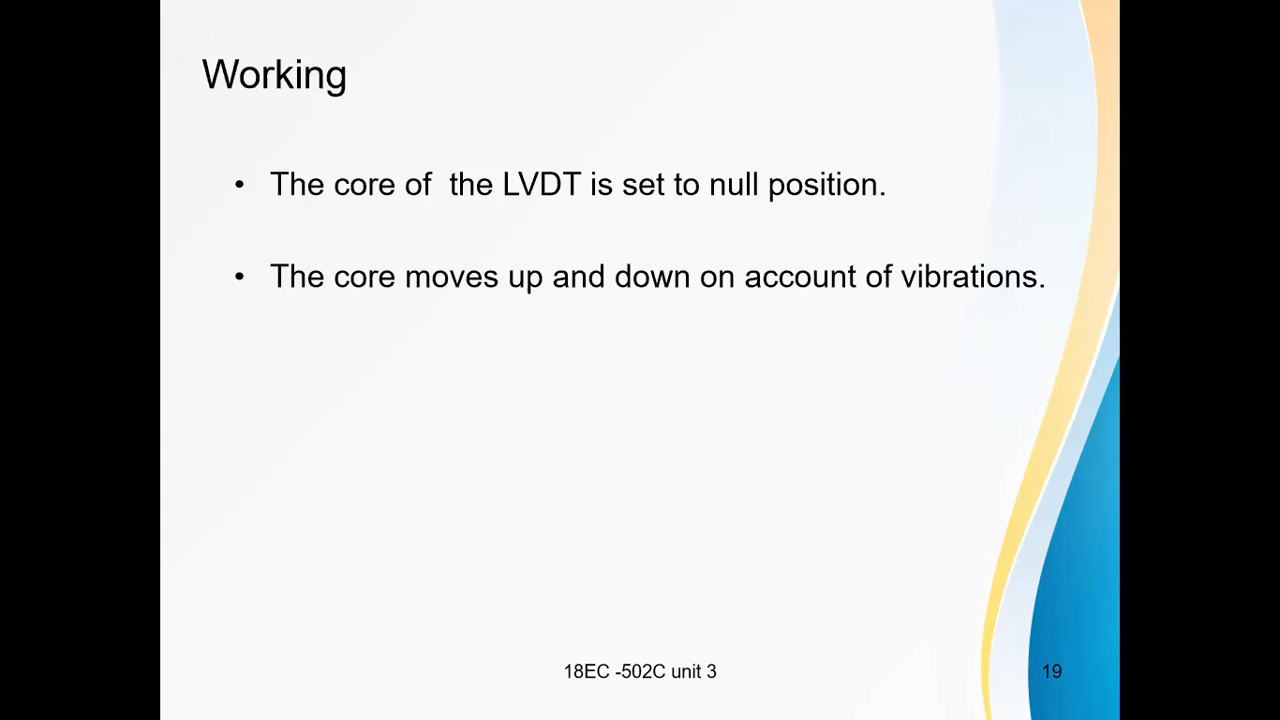 Working
• The core of  the LVDT is set to null position.
• The core moves up and down on account of vibrations.
18EC -502C unit 3
19